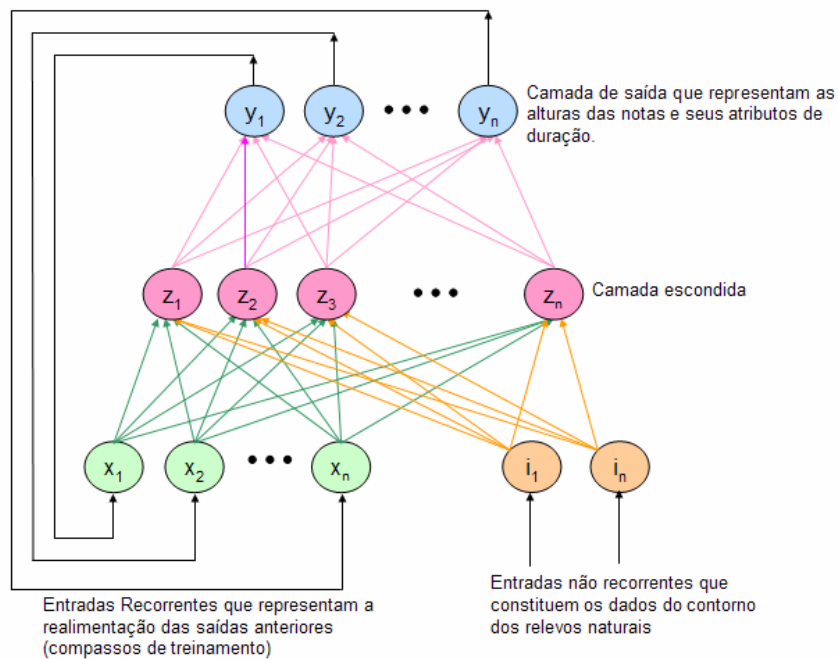 y1 y2 ••• yn
Camada de saída que representam as
alturas das notas e seus atributos de
duração.
z1 z2 z3 ••• zn
Camada escondida
x1 x2 ••• xn i1 in
Entradas Recorrentes que representam a
realimentação das saídas anteriores
(compassos de treinamento)
Entradas não recorrentes que
constituem os dados do contorno
dos relevos naturais